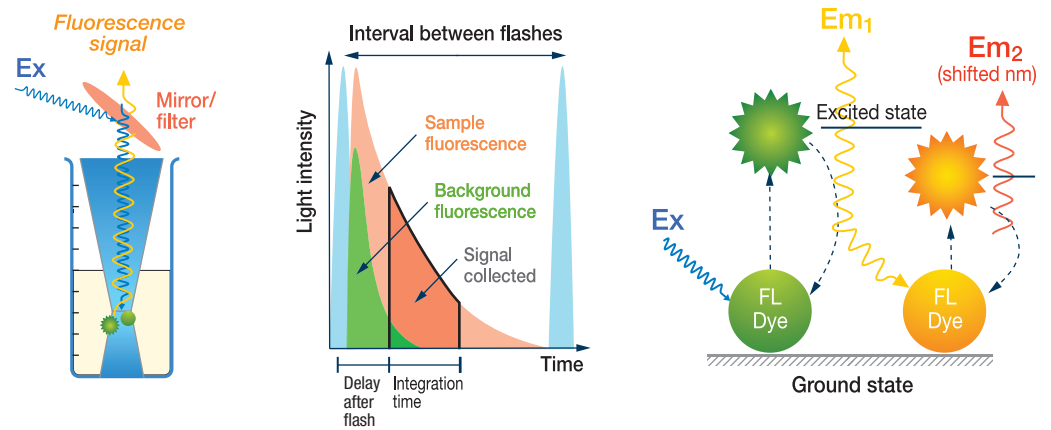 Fluorescence
signal
Ex
Mirror/
filter
Interval between flashes
Light intensity
Sample
fluorescence
Background
fluorescence
Signal
collected
Time
Delay
after
flash
Integration
time
Em1
Em2
(shifted nm)
Excited state
Ex
FL
Dye
FL
Dye
Ground state